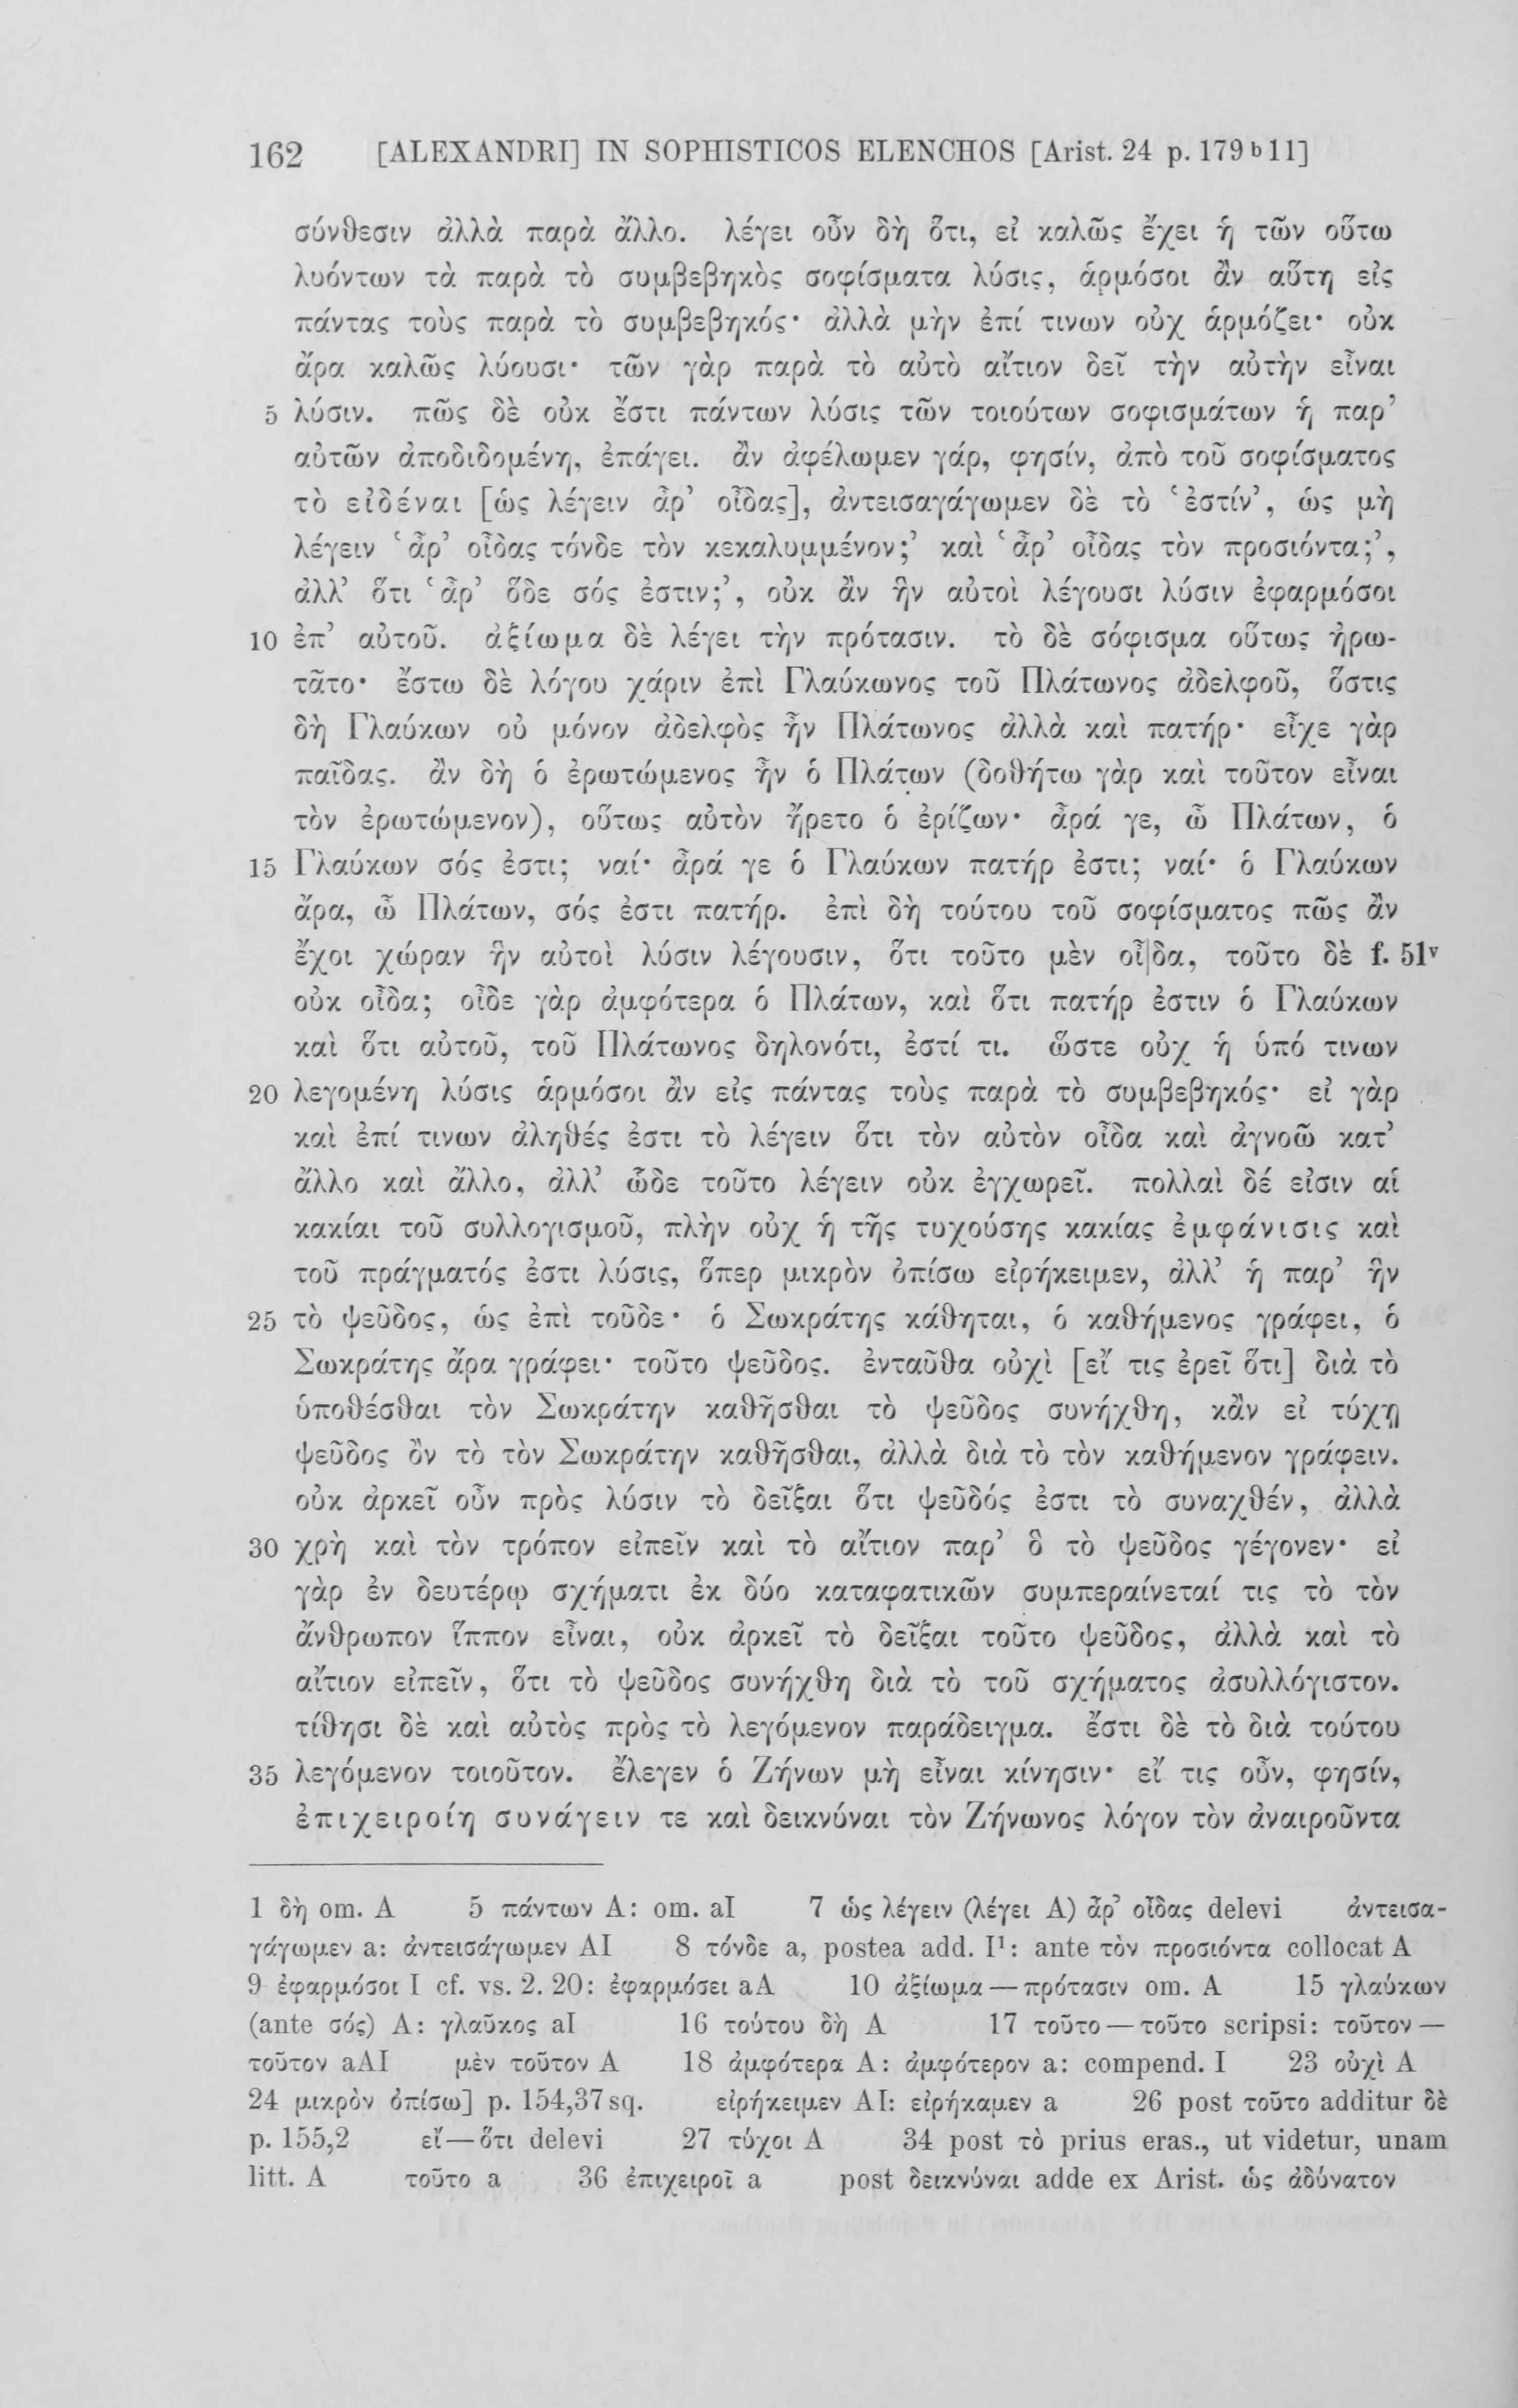 162 [ALEXANDRI] IN SOPHISTICOS ELENCHOS [Arist. 24 p. 179 b 11]
σύνθεσιν ἀλλὰ παρὰ ἄλλο. λέγει οὖν δὴ ὅτι, εἰ καλῶς ἔχει ἡ τῶν οὕτω
λυόντων τὰ παρὰ τὸ συμβεβηκὸς σοφίσματα λύσις, ἁρμόσοι ἂν αὕτη εἰς
πάντας τοὺς παρὰ τὸ συμβεβηκός· ἀλλὰ μὴν ἐπί τινων οὐχ ἁρμόζει· οὐκ
ἄρα καλῶς λύουσι· τῶν γὰρ παρὰ τὸ αὐτὸ αἴτιον δεῖ τὴν αὐτὴν εἶναι
5 λύσιν. πῶς δὲ οὐκ ἔστι πάντων λύσις τῶν τοιούτων σοφισμάτων ἡ παρ’
αὐτῶν ἀποδιδομένη, ἐπάγει. ἂν ἀφέλωμεν γάρ, φησίν, ἀπὸ τοῦ σοφίσματος
τὸ εἰδέναι [ὡς λέγειν ἆρ’ οἶδας], ἀντεισαγάγωμεν δὲ τὸ ‘ἐστίν’, ὡς μὴ
λέγειν ‘ἆρ’ οἶδας τόνδε τὸν κεκαλυμμένον;’ καὶ ‘ἆρ’ οἶδας τὸν προσιόντα;’,
ἀλλ’ ὅτι ‘ἆρ’ ὅδε σός ἐστιν;’, οὐκ ἂν ἣν αὐτοὶ λέγουσι λύσιν ἐφαρμόσοι
10 ἐπ’ αὐτοῦ. ἀξίωμα δὲ λέγει τὴν πρότασιν. τὸ δὲ σόφισμα οὕτως ἠρω-
τᾶτο· ἔστω δὲ λόγου χάριν ἐπὶ Γλαύκωνος τοῦ Πλάτωνος ἀδελφοῦ, ὅστις
δὴ Γλαύκων οὐ μόνον ἀδελφὸς ἦν Πλάτωνος ἀλλὰ καὶ πατήρ· εἶχε γὰρ
παῖδας. ἂν δὴ ὁ ἐρωτώμενος ἦν ὁ Πλάτων (δοθήτω γὰρ καὶ τοῦτον εἶναι
τὸν ἐρωτώμενον), οὕτως αὐτὸν ἤρετο ὁ ἐρίζων· ἆρά γε, ὦ Πλάτων, ὁ
15 Γλαύκων σός ἐστι; ναί· ἆρά γε ὁ Γλαύκων πατήρ ἐστι; ναί· ὁ Γλαύκων
ἄρα, ὦ Πλάτων, σός ἐστι πατήρ. ἐπὶ δὴ τούτου τοῦ σοφίσματος πῶς ἂν
ἔχοι χώραν ἣν αὐτοὶ λύσιν λέγουσιν, ὅτι τοῦτο μὲν οἶ|δα, τοῦτο δὲ f. 51v
οὐκ οἶδα; οἶδε γὰρ ἀμφότερα ὁ Πλάτων, καὶ ὅτι πατήρ ἐστιν ὁ Γλαύκων
καὶ ὅτι αὐτοῦ, τοῦ Πλάτωνος δηλονότι, ἐστί τι. ὥστε οὐχ ἡ ὑπό τινων
20 λεγομένη λύσις ἁρμόσοι ἂν εἰς πάντας τοὺς παρὰ τὸ συμβεβηκός· εἰ γὰρ
καὶ ἐπί τινων ἀληθές ἐστι τὸ λέγειν ὅτι τὸν αὐτὸν οἶδα καὶ ἀγνοῶ κατ’
ἄλλο καὶ ἄλλο, ἀλλ’ ὧδε τοῦτο λέγειν οὐκ ἐγχωρεῖ. πολλαὶ δέ εἰσιν αἱ
κακίαι τοῦ συλλογισμοῦ, πλὴν οὐχ ἡ τῆς τυχούσης κακίας ἐμφάνισις καὶ
τοῦ πράγματός ἐστι λύσις, ὅπερ μικρὸν ὀπίσω εἰρήκειμεν, ἀλλ’ ἡ παρ’ ἣν
25 τὸ ψεῦδος, ὡς ἐπὶ τοῦδε· ὁ Σωκράτης κάθηται, ὁ καθήμενος γράφει, ὁ
Σωκράτης ἄρα γράφει· τοῦτο ψεῦδος. ἐνταῦθα οὐχὶ [εἴ τις ἐρεῖ ὅτι] διὰ τὸ
ὑποθέσθαι τὸν Σωκράτην καθῆσθαι τὸ ψεῦδος συνήχθη, κἂν εἰ τύχῃ
ψεῦδος ὂν τὸ τὸν Σωκράτην καθῆσθαι, ἀλλὰ διὰ τὸ τὸν καθήμενον γράφειν.
οὐκ ἀρκεῖ οὖν πρὸς λύσιν τὸ δεῖξαι ὅτι ψεῦδός ἐστι τὸ συναχθέν, ἀλλὰ
30 χρὴ καὶ τὸν τρόπον εἰπεῖν καὶ τὸ αἴτιον παρ’ ὃ τὸ ψεῦδος γέγονεν· εἰ
γὰρ ἐν δευτέρῳ σχήματι ἐκ δύο καταφατικῶν συμπεραίνεταί τις τὸ τὸν
ἄνθρωπον ἵππον εἶναι, οὐκ ἀρκεῖ τὸ δεῖξαι τοῦτο ψεῦδος, ἀλλὰ καὶ τὸ
αἴτιον εἰπεῖν, ὅτι τὸ ψεῦδος συνήχθη διὰ τὸ τοῦ σχήματος ἀσυλλόγιστον.
τίθησι δὲ καὶ αὐτὸς πρὸς τὸ λεγόμενον παράδειγμα. ἔστι δὲ τὸ διὰ τούτου
35 λεγόμενον τοιοῦτον. ἔλεγεν ὁ Ζήνων μὴ εἶναι κίνησιν· εἴ τις οὖν, φησίν,
ἐπιχειροίη συνάγειν τε καὶ δεικνύναι τὸν Ζήνωνος λόγον τὸν ἀναιροῦντα
1 δὴ om. A 5 πάντων A: om. aI 7 ὡς λέγειν (λέγει A) ἆρ’ οἶδας delevi ἀντεισα-
γάγωμεν a: ἀντεισάγωμεν AI 8 τόνδε a, postea add. I1: ante τὸν προσιόντα collocat A
9 ἐφαρμόσοι I cf. vs. 2. 20: ἐφαρμόσει aA 10 ἀξίωμα — πρότασιν om. A 15 γλαύκων
(ante σός) A: γλαῦκος aI 16 τούτου δὴ A 17 τοῦτο — τοῦτο scripsi: τοῦτον —
τοῦτον aAI μὲν τοῦτον A 18 ἀμφότερα A: ἀμφότερον a: compend. I 23 οὐχὶ A
24 μικρὸν ὀπίσω] p. 154,37 sq. εἰρήκειμεν AI: εἰρήκαμεν a 26 post τοῦτο additur δὲ
p. 155,2 εἴ — ὅτι delevi 27 τύχοι A 34 post τὸ prius eras., ut videtur, unam
litt. A τοῦτο a 36 ἐπιχειροῖ a post δεικνύναι adde ex Arist. ὡς ἀδύνατον